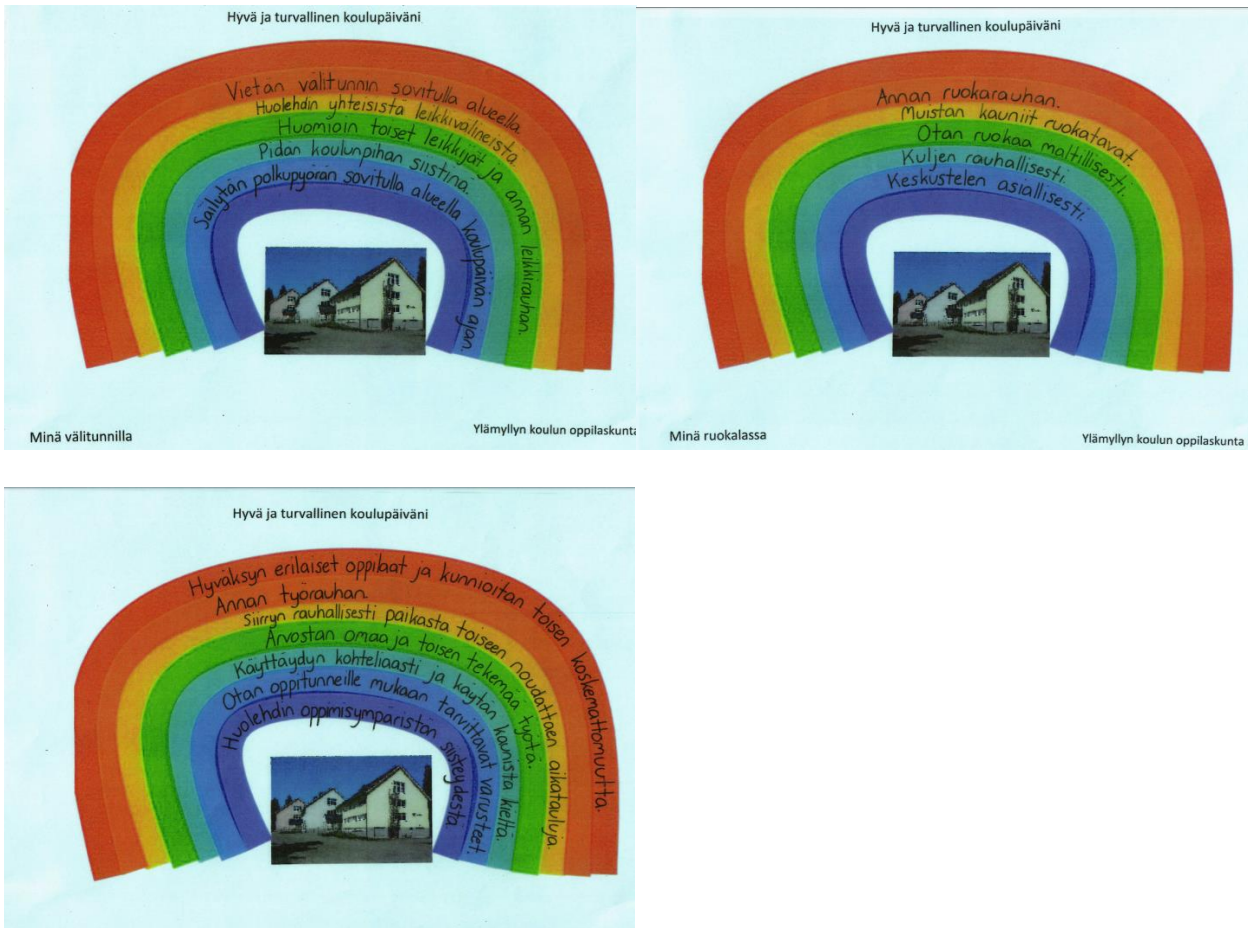 Hyvä ja turvallinen koulupäiväni
Vietän välitunnin sovitulla alueella.
Huolehdin yhteisistä leikkivälineistä.
Huomioin toiset leikkijät ja annan leikkirauhan.
Pidän koulunpihan siistinä.
Säilytän polkupyörän sovitulla alueella koulupäivän ajan.
Minä välitunnilla
Ylämyllyn koulun oppilaskunta
Hyvä ja turvallinen koulupäiväni
Annan ruokarauhan.
Muistan kauniit ruokatavat.
Otan ruokaa maltillisesti.
Kuljen rauhallisesti.
Keskustelen asiallisesti.
Minä ruokalassa
Ylämyllyn koulun oppilaskunta
Hyvä ja turvallinen koulupäiväni
Hyväksyn erilaiset oppilaat ja kunnioitan toisen koskemattomuutta.
Annan työrauhan.
Siirryn rauhallisesti paikasta toiseen noudattaen aikatauluja.
Arvostan omaa ja toisen tekemää työtä.
Käyttäydyn kohteliaasti ja käytän kaunista kieltä.
Otan oppitunneille mukaan tarvittavat varusteet.
Huolehdin oppimisympäristön siisteydestä.